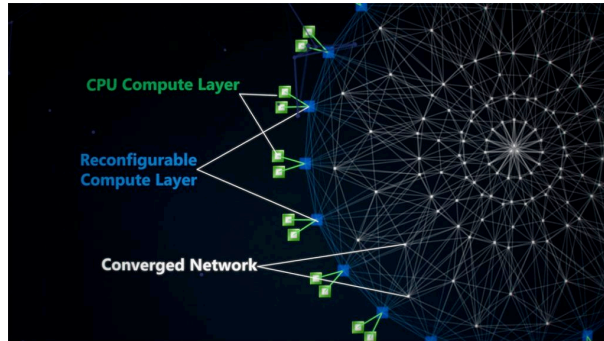 CPU Compute Layer
Reconfigurable
Compute Layer
Converged Network